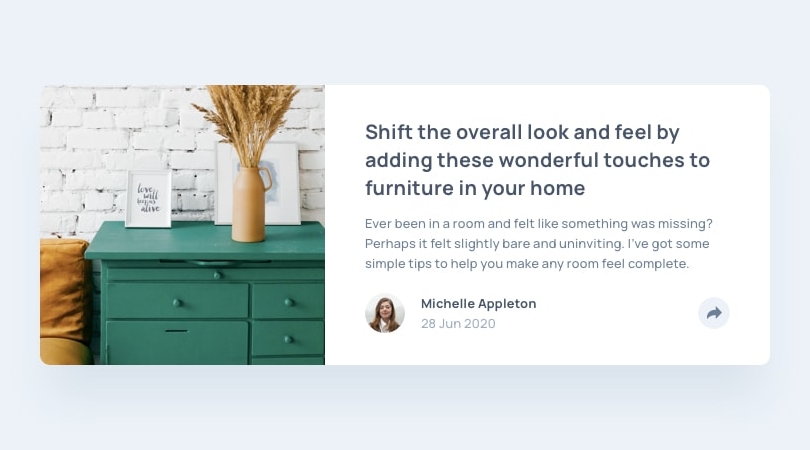 love
will
keep us
alive
Shift the overall look and feel by
adding these wonderful touches to
furniture in your home
Ever been in a room and felt like something was missing?
Perhaps it felt slightly bare and uninviting. I've got some
simple tips to help you make any room feel complete.
Michelle Appleton
28 Jun 2020